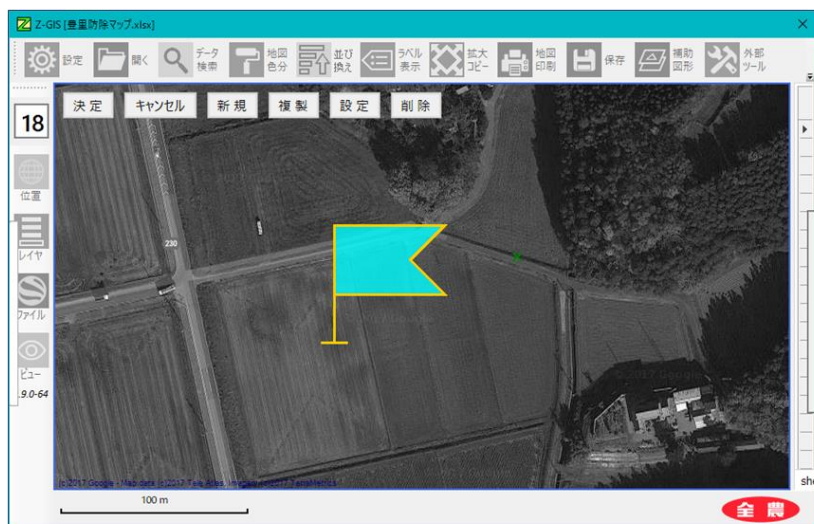 Z-GIS [豊里防除マップ.xlsx]
設定
開く
データ
検索
地図
色分
並び
換え
ラベル
表示
拡大
コピー
地図
印刷
保存
補助
図形
外部
ツール
18
決定 キャンセル 新規 複製 設定 削除
位置
レイヤ
ファイル
ビュー
.9.0-64
230
(c)2017 Google - Map data (c)2017 Tele Atlas, Imagery (c)2017 TerraMetrics
100 m
she
全農